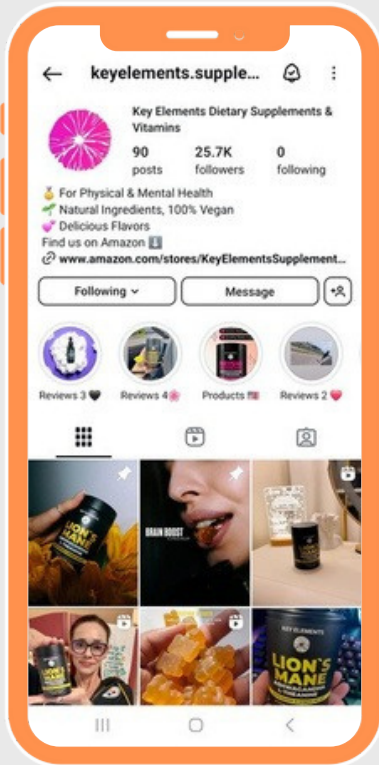 keyelements.supple...
Key Elements Dietary Supplements &
Vitamins
90
25.7K
0
posts
followers
following
🏅 For Physical & Mental Health
🌱 Natural Ingredients, 100% Vegan
💕 Delicious Flavors
Find us on Amazon ⬇️
www.amazon.com/stores/KeyElementsSupplement...
Following
Message
Reviews 3 🖤
Reviews 4🌸
Products 🇺🇸
Reviews 2 💗
LION'S
MANE
BRAIN BOOST
LION'S
MANE
KEY ELEMENTS
LION'S
MANE
ASHWAGANDHA
L-THEANINE